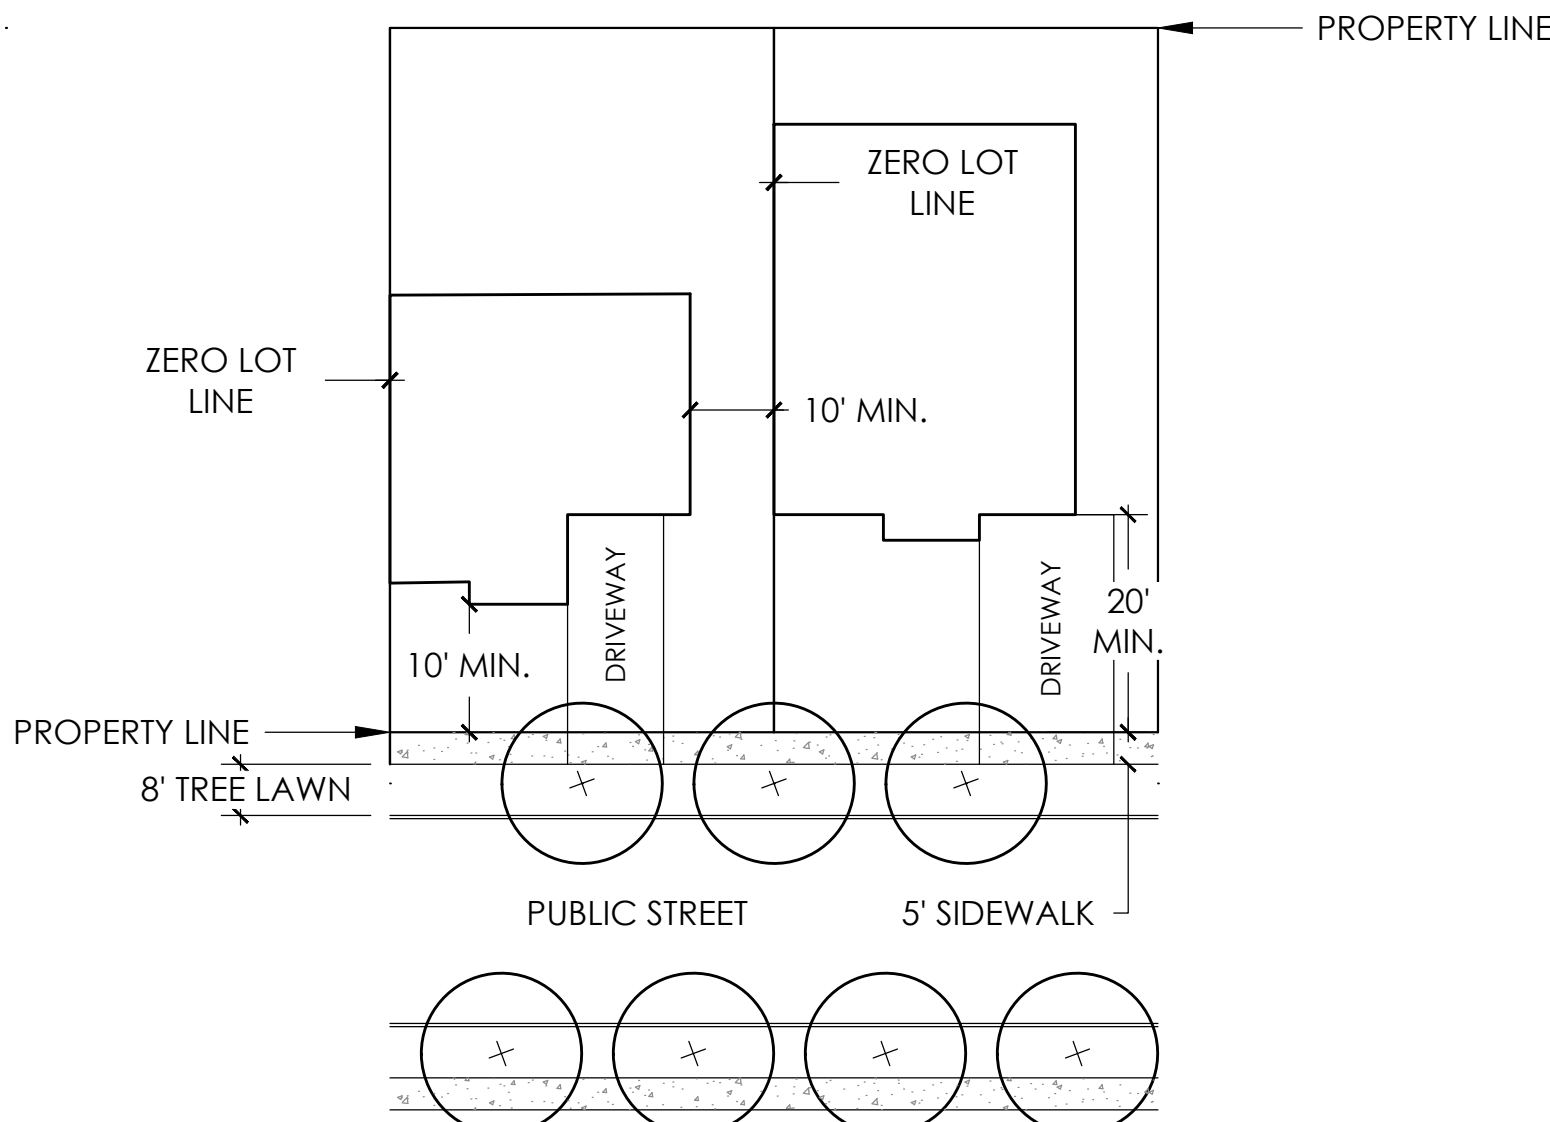 PROPERTY LINE
ZERO LOT
LINE
ZERO LOT
LINE
10' MIN.
DRIVEWAY
DRIVEWAY
20'
MIN.
10' MIN.
PROPERTY LINE
8' TREE LAWN
PUBLIC STREET
5' SIDEWALK